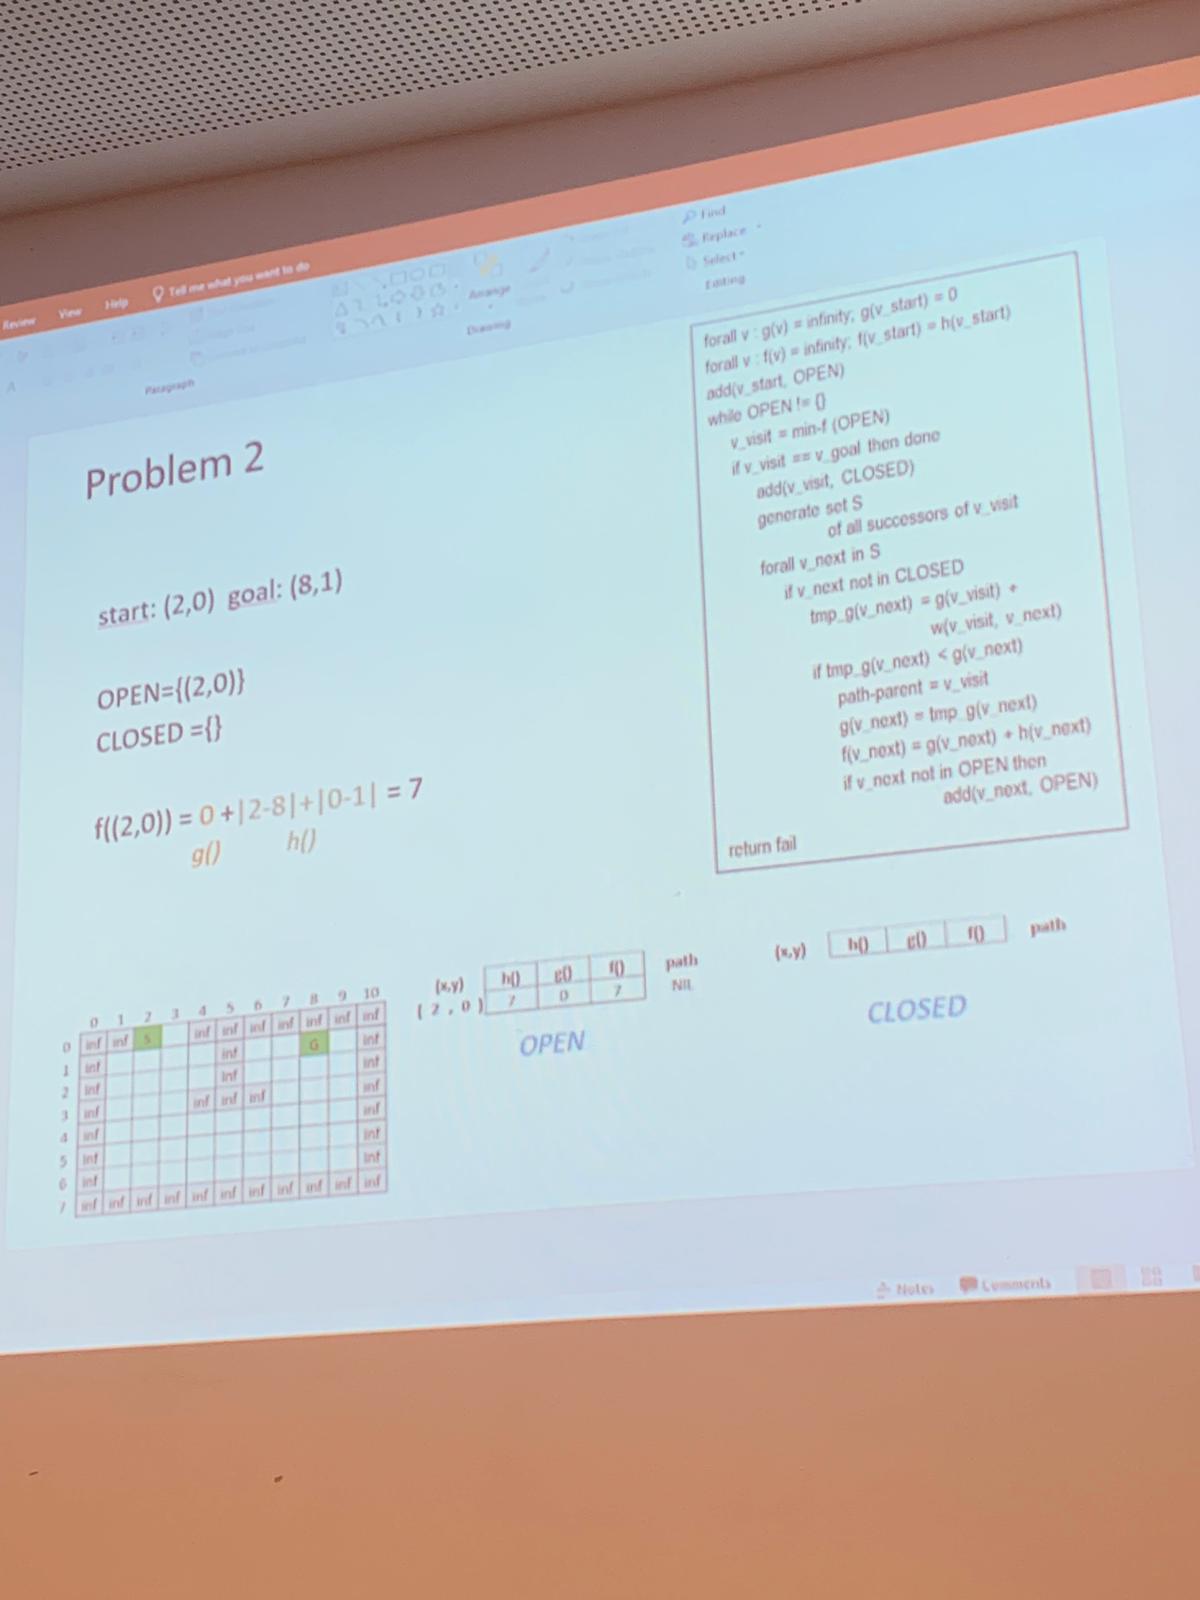 Review View Help Tell me what you want to do
Find
Replace
Select
Editing
Arrange
Drawing
Paragraph
A
Problem 2
start: (2,0) goal: (8,1)
OPEN={(2,0)}
CLOSED ={}
f((2,0)) = 0 +|2-8|+|0-1| = 7
g() h()
forall v : g(v) = infinity; g(v_start) = 0
forall v : f(v) = infinity; f(v_start) = h(v_start)
add(v_start, OPEN)
while OPEN != {}
v_visit = min-f (OPEN)
if v_visit == v_goal then done
add(v_visit, CLOSED)
generate set S
of all successors of v_visit
forall v_next in S
if v_next not in CLOSED
tmp_g(v_next) = g(v_visit) +
w(v_visit, v_next)
if tmp_g(v_next) < g(v_next)
path-parent = v_visit
g(v_next) = tmp_g(v_next)
f(v_next) = g(v_next) + h(v_next)
if v_next not in OPEN then
add(v_next, OPEN)
return fail
0 1 2 3 4 5 6 7 8 9 10
0 inf inf S inf inf inf inf inf inf inf
1 inf inf G inf
2 inf inf inf
3 inf inf inf inf inf
4 inf inf
5 inf inf
6 inf inf
7 inf inf inf inf inf inf inf inf inf inf inf
(x,y) h() g() f() path
( 2 , 0 ) 7 0 7 NIL
OPEN
(x,y) h() g() f() path
CLOSED
Notes Comments